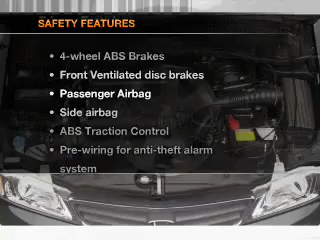 SAFETY FEATURES
• 4-wheel ABS Brakes
• Front Ventilated disc brakes
• Passenger Airbag
• Side airbag
• ABS Traction Control
• Pre-wiring for anti-theft alarm
system